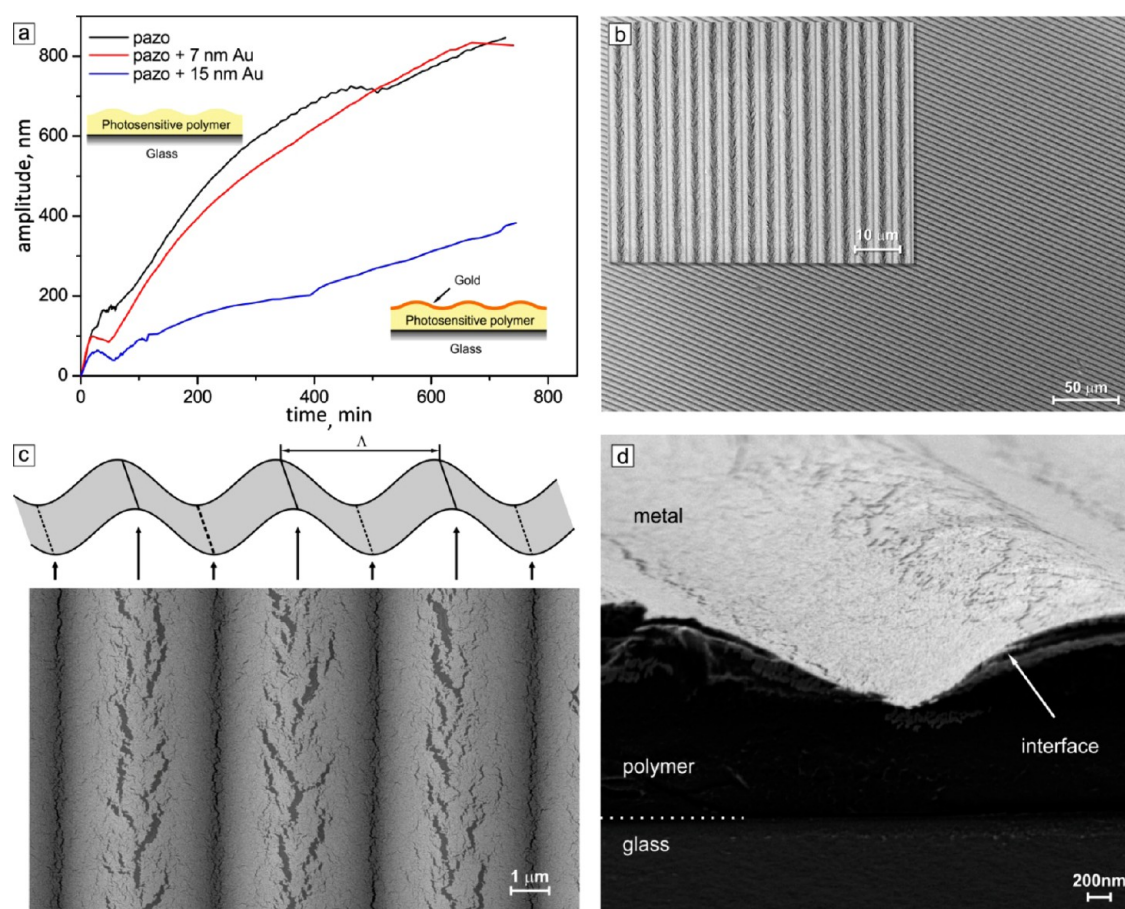 a
pazo
pazo + 7 nm Au
pazo + 15 nm Au
Photosensitive polymer
Glass
Gold
Photosensitive polymer
Glass
800
600
400
200
0
0
200
400
600
800
amplitude, nm
time, min
b
10 μm
50 μm
c
Λ
1 μm
d
metal
interface
polymer
glass
200nm